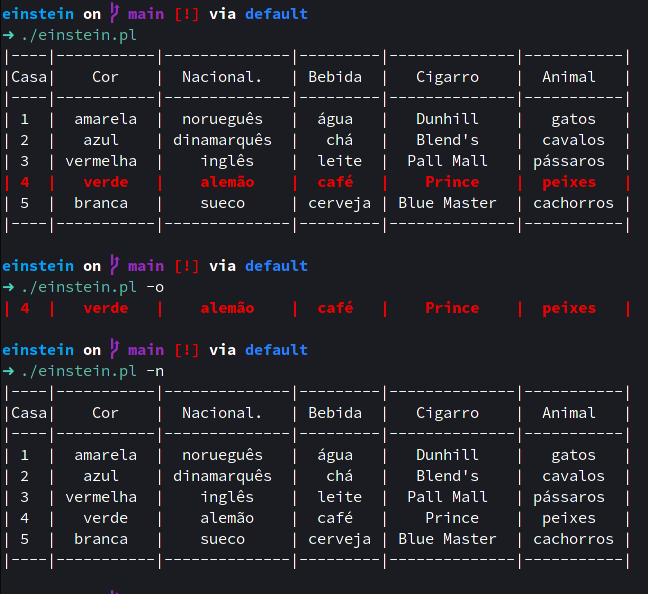 einstein on  main [!] via default
➜ ./einstein.pl
|----|-----------|--------------|---------|--------------|-----------|
|Casa|    Cor    |  Nacional.   | Bebida  |   Cigarro    |  Animal   |
|----|-----------|--------------|---------|--------------|-----------|
| 1  |  amarela  |  norueguês   |  água   |   Dunhill    |   gatos   |
| 2  |   azul    | dinamarquês  |   chá   |   Blend's    |  cavalos  |
| 3  | vermelha  |    inglês    |  leite  |  Pall Mall   | pássaros  |
| 4  |   verde   |    alemão    |  café   |    Prince    |  peixes   |
| 5  |  branca   |    sueco     | cerveja | Blue Master  | cachorros |
|----|-----------|--------------|---------|--------------|-----------|
einstein on  main [!] via default
➜ ./einstein.pl -o
| 4  |   verde   |    alemão    |  café   |    Prince    |  peixes   |
einstein on  main [!] via default
➜ ./einstein.pl -n
|----|-----------|--------------|---------|--------------|-----------|
|Casa|    Cor    |  Nacional.   | Bebida  |   Cigarro    |  Animal   |
|----|-----------|--------------|---------|--------------|-----------|
| 1  |  amarela  |  norueguês   |  água   |   Dunhill    |   gatos   |
| 2  |   azul    | dinamarquês  |   chá   |   Blend's    |  cavalos  |
| 3  | vermelha  |    inglês    |  leite  |  Pall Mall   | pássaros  |
| 4  |   verde   |    alemão    |  café   |    Prince    |  peixes   |
| 5  |  branca   |    sueco     | cerveja | Blue Master  | cachorros |
|----|-----------|--------------|---------|--------------|-----------|